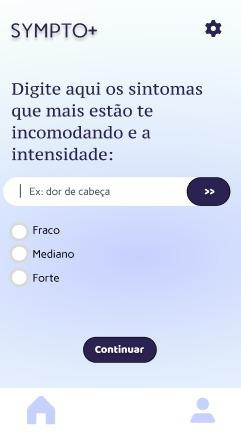 SYMPTO+
Digite aqui os sintomas
que mais estão te
incomodando e a
intensidade:
Ex: dor de cabeça
>>
Fraco
Mediano
Forte
Continuar